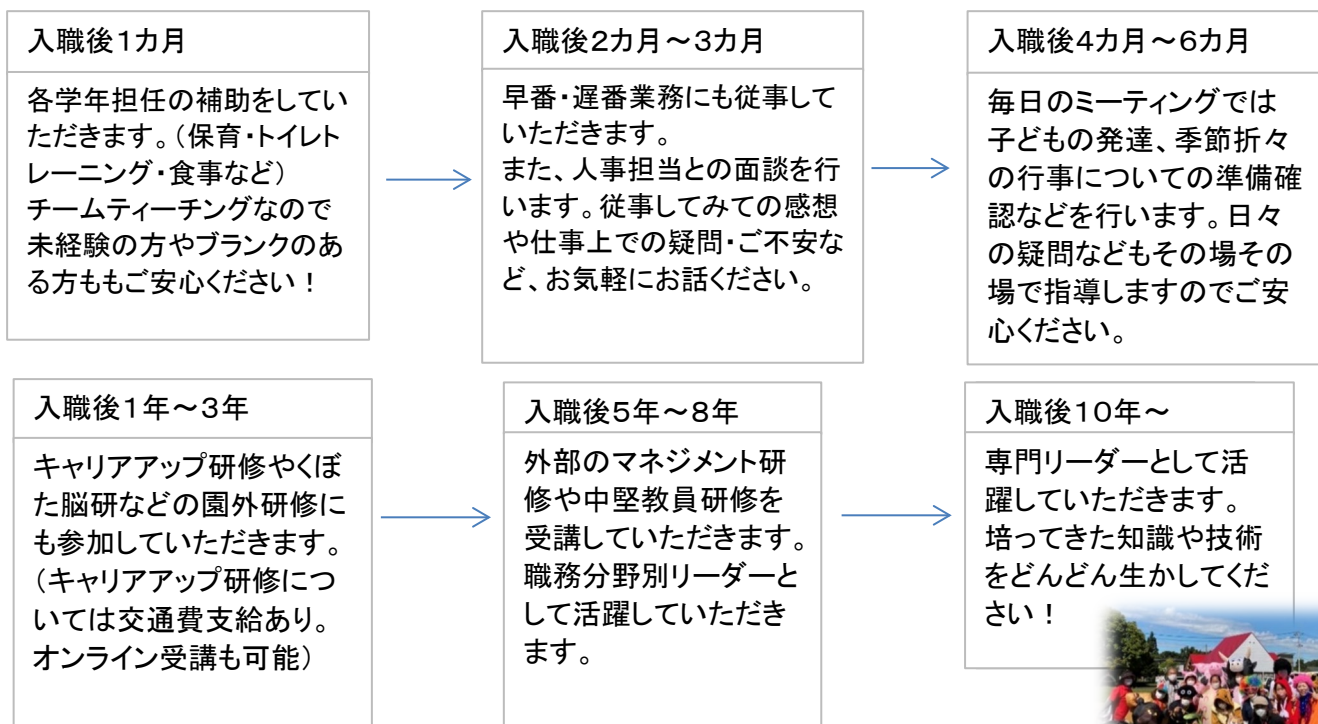 入職後1カ月
各学年担任の補助をしてい
ただきます。（保育・トイレト
レーニング・食事など）
チームティーチングなので
未経験の方やブランクのあ
る方ももご安心ください！
入職後2カ月～3カ月
早番・遅番業務にも従事して
いただきます。
また、人事担当との面談を行
います。従事してみての感想
や仕事上での疑問・ご不安な
ど、お気軽にお話ください。
入職後4カ月～6カ月
毎日のミーティングでは
子どもの発達、季節折々
の行事についての準備確
認などを行います。日々
の疑問などもその場その
場で指導しますのでご安
心ください。
入職後1年～3年
キャリアアップ研修やくぼ
た脳研などの園外研修に
も参加していただきます。
（キャリアアップ研修につ
いては交通費支給あり。
オンライン受講も可能）
入職後5年～8年
外部のマネジメント研
修や中堅教員研修を
受講していただきます。
職務分野別リーダーと
して活躍していただき
ます。
入職後10年～
専門リーダーとして活
躍していただきます。
培ってきた知識や技術
をどんどん生かしてくだ
さい！